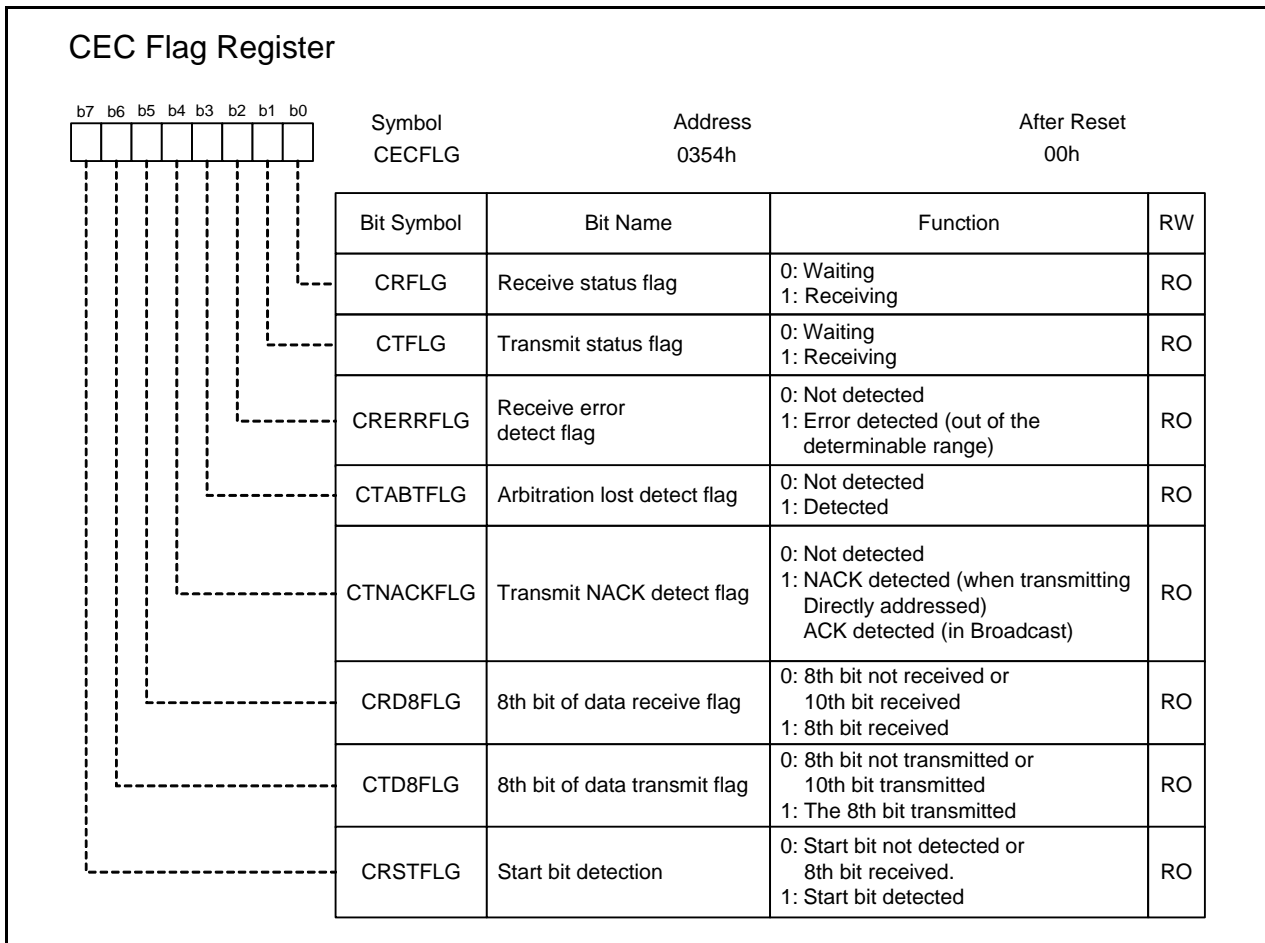 CEC Flag Register
b7 b6 b5 b4 b3 b2 b1 b0
Symbol Address After Reset
CECFLG 0354h 00h
Bit Symbol Bit Name Function RW
CRFLG Receive status flag 0: Waiting
1: Receiving RO
CTFLG Transmit status flag 0: Waiting
1: Receiving RO
CRERRFLG Receive error
detect flag 0: Not detected
1: Error detected (out of the
determinable range) RO
CTABTFLG Arbitration lost detect flag 0: Not detected
1: Detected RO
CTNACKFLG Transmit NACK detect flag 0: Not detected
1: NACK detected (when transmitting
Directly addressed)
ACK detected (in Broadcast) RO
CRD8FLG 8th bit of data receive flag 0: 8th bit not received or
10th bit received
1: 8th bit received RO
CTD8FLG 8th bit of data transmit flag 0: 8th bit not transmitted or
10th bit transmitted
1: The 8th bit transmitted RO
CRSTFLG Start bit detection 0: Start bit not detected or
8th bit received.
1: Start bit detected RO